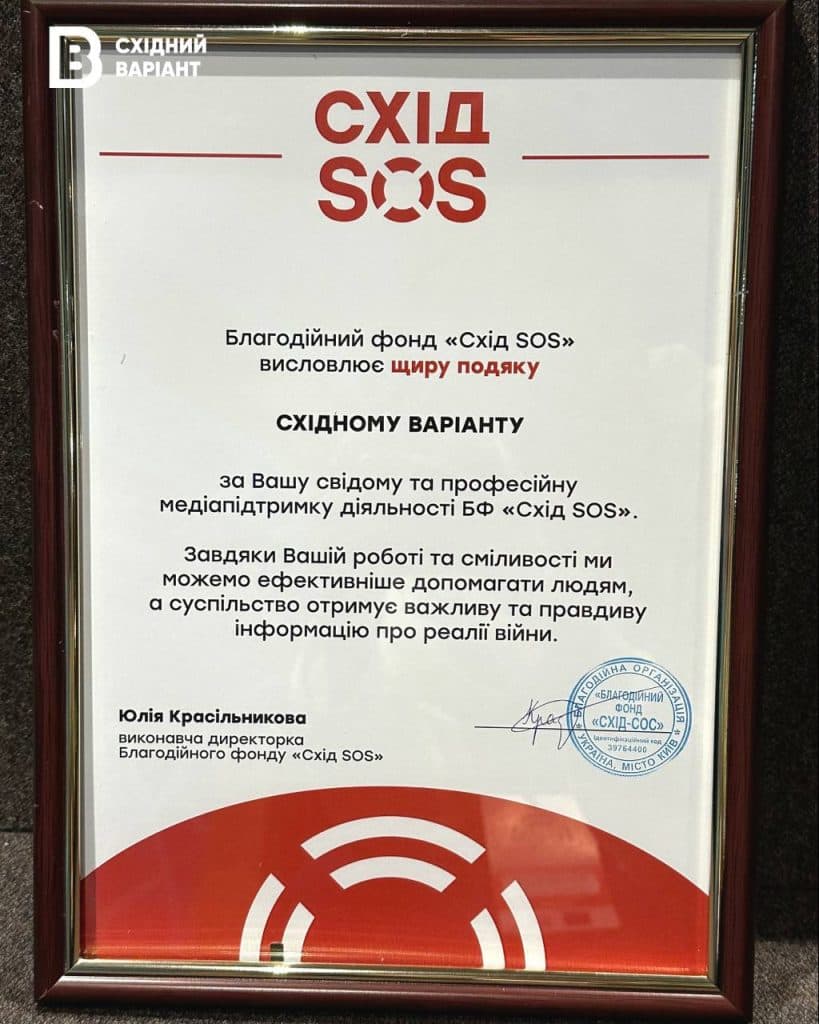 СХІДНИЙ
ВАРІАНТ
СХІД
SOS
Благодійний фонд «Схід SOS»
висловлює щиру подяку
СХІДНОМУ ВАРІАНТУ
за Вашу свідому та професійну
медіапідтримку діяльності БФ «Схід SOS».
Завдяки Вашій роботі та сміливості ми
можемо ефективніше допомагати людям,
а суспільство отримує важливу та правдиву
інформацію про реалії війни.
Юлія Красільникова
виконавча директорка
Благодійного фонду «Схід SOS»
БЛАГОДІЙНА ОРГАНІЗАЦІЯ
«БЛАГОДІЙНИЙ
ФОНД
«СХІД-СОС»
Ідентифікаційний код
39764400
* УКРАЇНА, МІСТО КИЇВ *